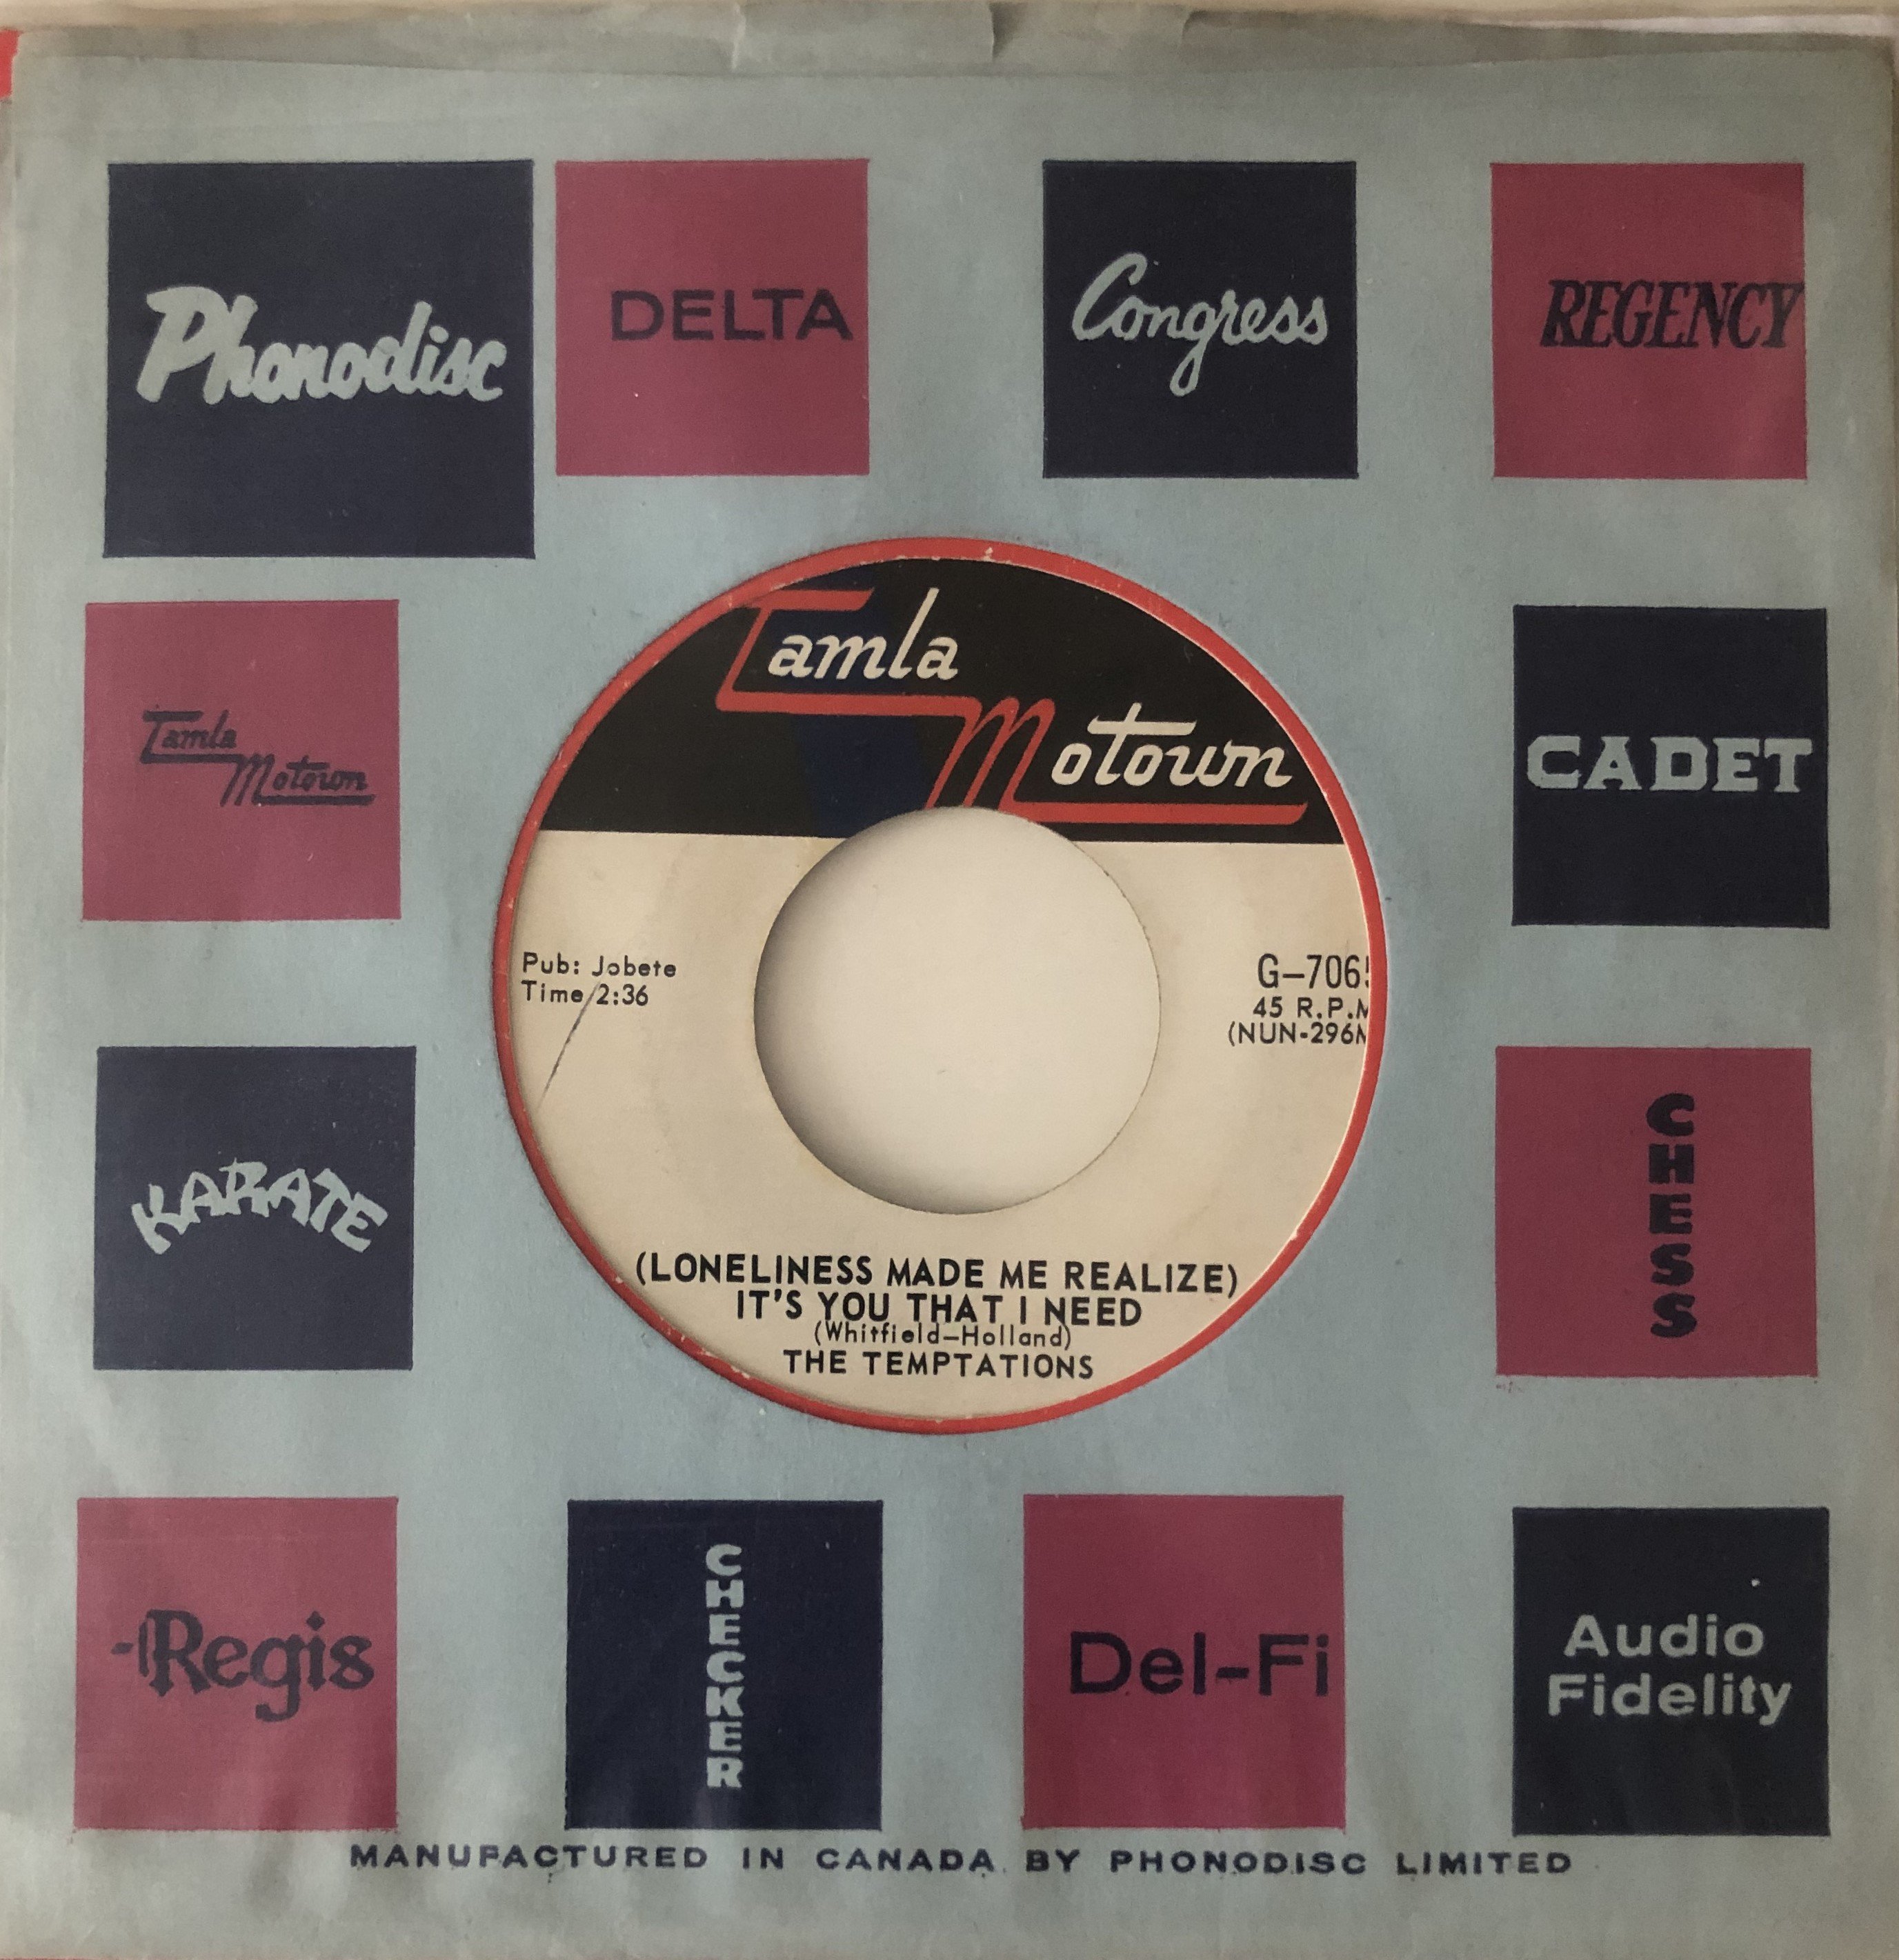 Phonodisc
DELTA
Congress
REGENCY
Tamla
Motown
CADET
KARATE
CHESS
Tamla
Motown
Pub: Jobete
Time 2:36
G-706
45 R.P.M
(NUN-296M
(LONELINESS MADE ME REALIZE)
IT'S YOU THAT I NEED
(Whitfield-Holland)
THE TEMPTATIONS
Regis
CHECKER
Del-Fi
Audio
Fidelity
MANUFACTURED IN CANADA BY PHONODISC LIMITED